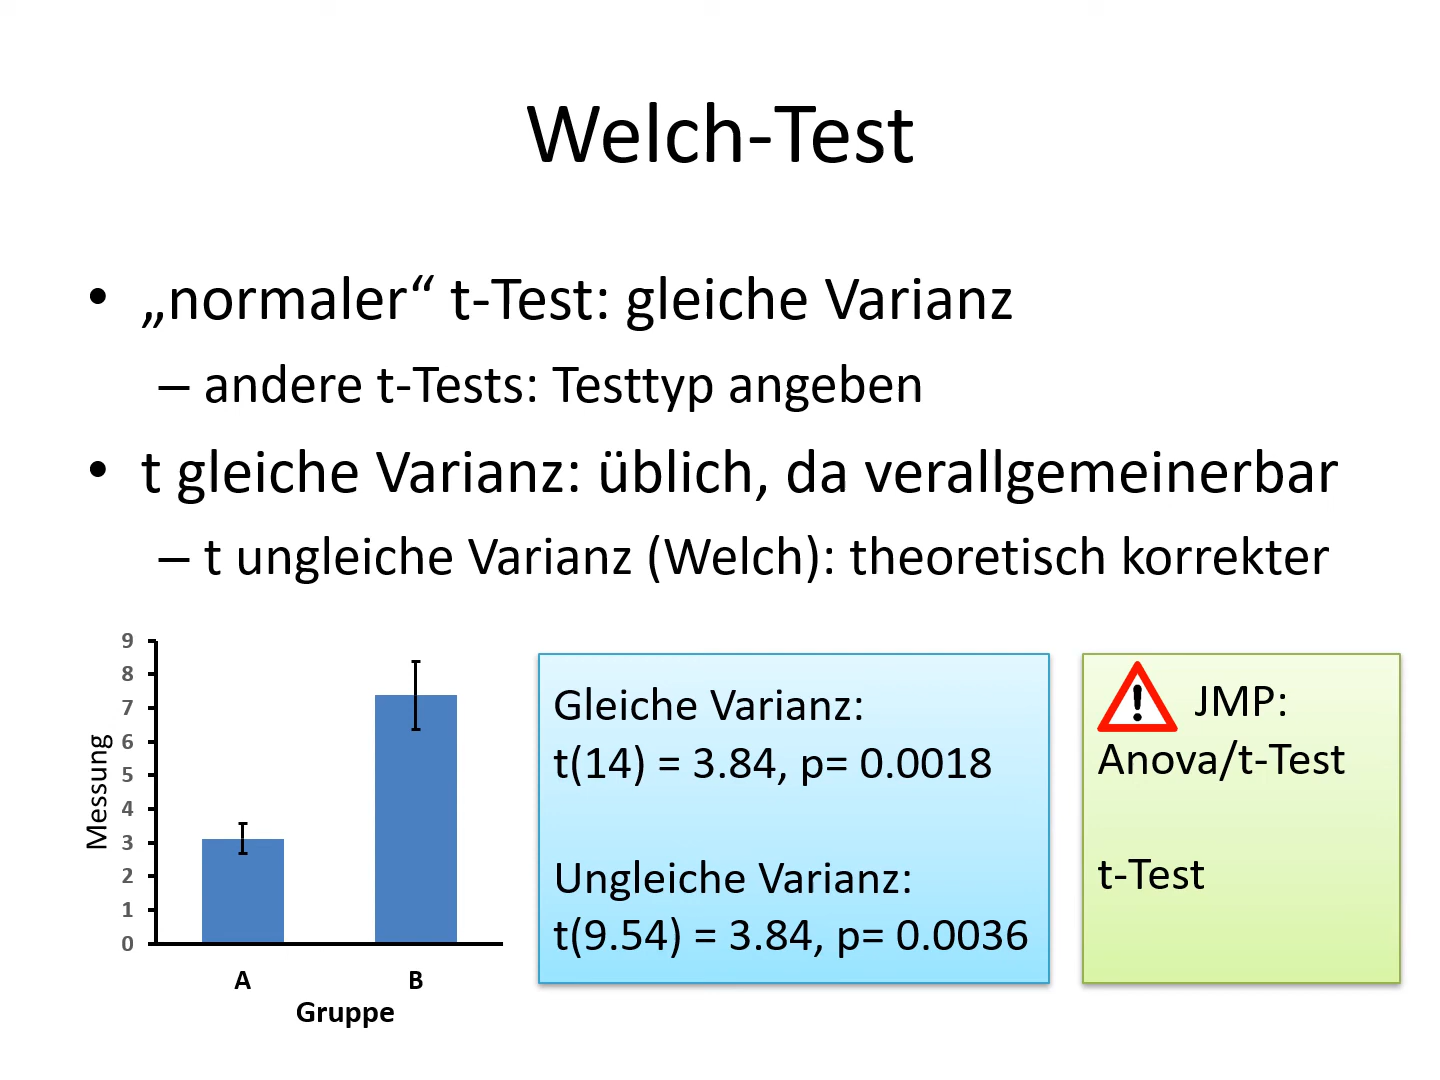 Welch-Test
• „normaler“ t-Test: gleiche Varianz
– andere t-Tests: Testtyp angeben
• t gleiche Varianz: üblich, da verallgemeinerbar
– t ungleiche Varianz (Welch): theoretisch korrekter
9
8
7
6
5
4
3
2
1
0
Messung
A B
Gruppe
Gleiche Varianz:
t(14) = 3.84, p= 0.0018
Ungleiche Varianz:
t(9.54) = 3.84, p= 0.0036
! JMP:
Anova/t-Test
t-Test